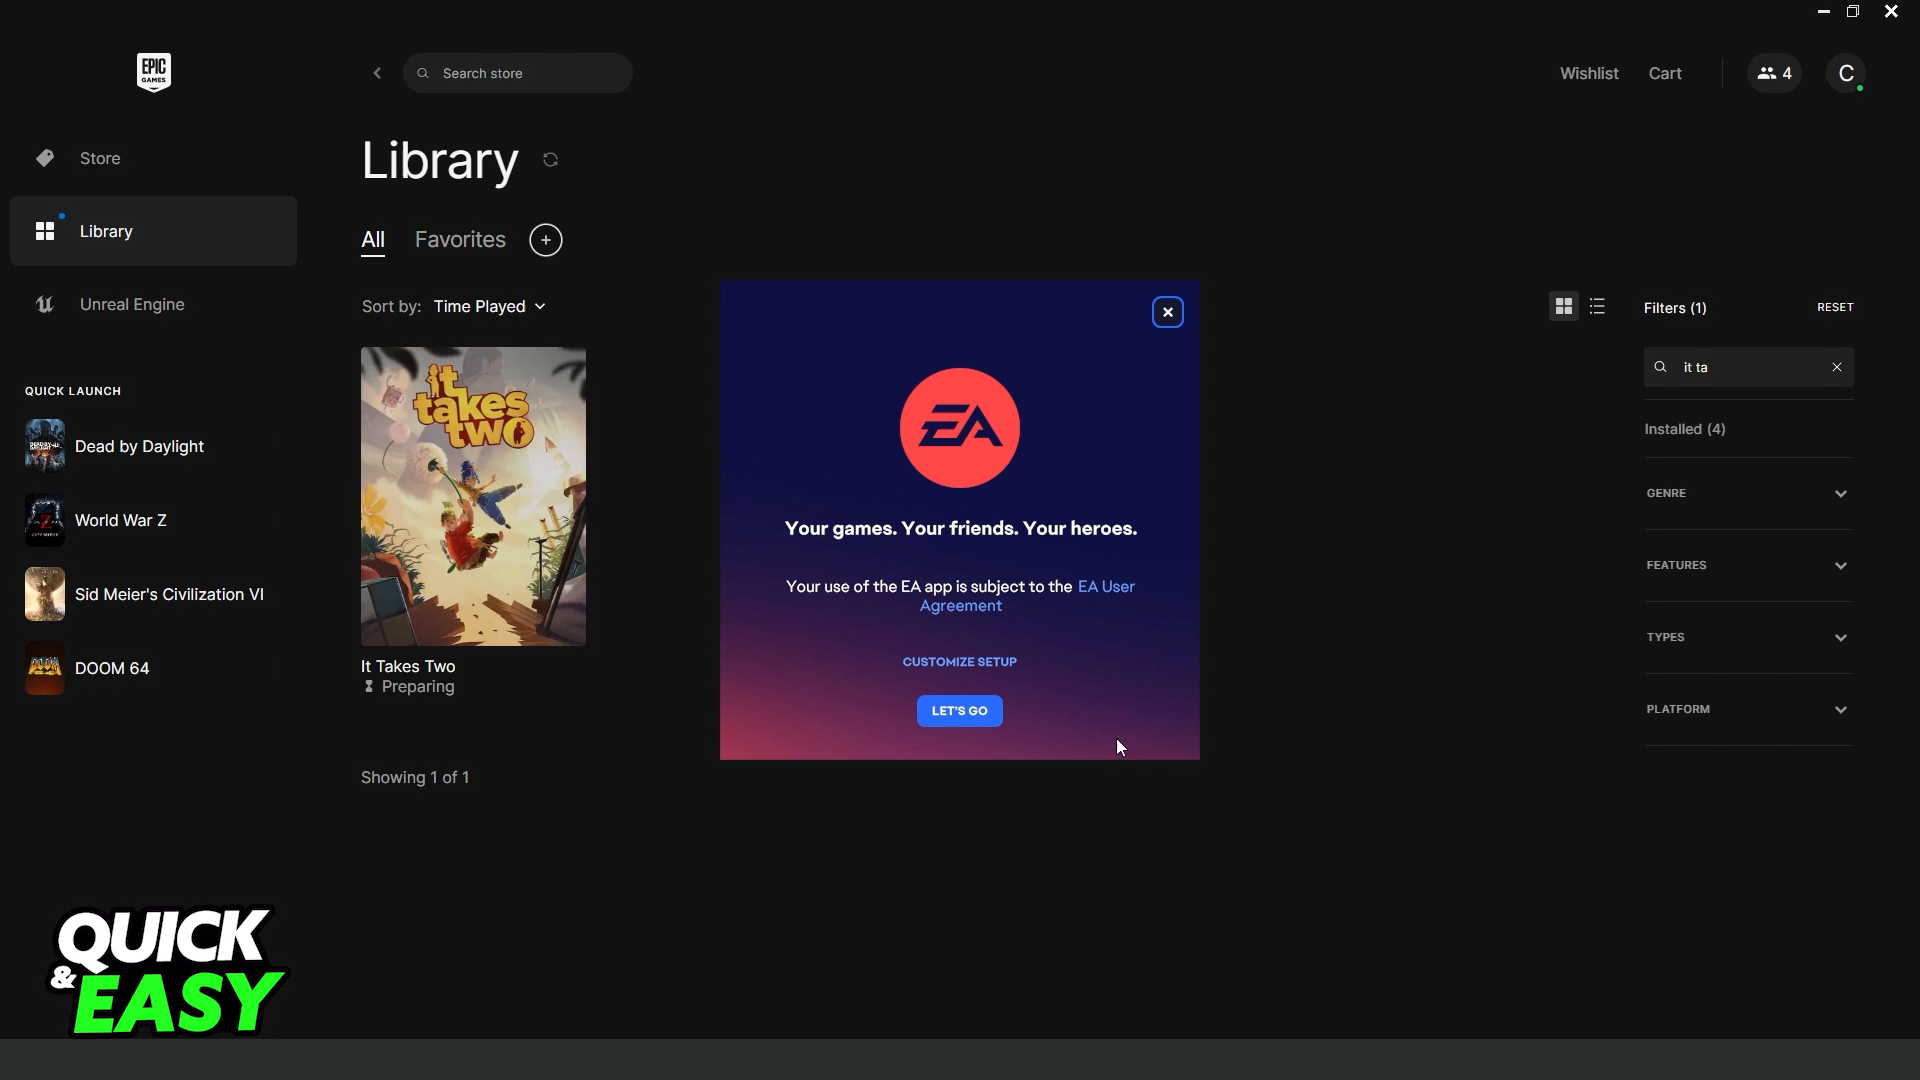 EPIC
GAMES
Search store
Wishlist
Cart
4
C
Store
Library
Unreal Engine
QUICK LAUNCH
Dead by Daylight
World War Z
Sid Meier's Civilization VI
DOOM 64
Library
All
Favorites
Sort by: Time Played
it takes two
It Takes Two
Preparing
Showing 1 of 1
EA
Your games. Your friends. Your heroes.
Your use of the EA app is subject to the EA User
Agreement
CUSTOMIZE SETUP
LET'S GO
Filters (1)
RESET
it ta
Installed (4)
GENRE
FEATURES
TYPES
PLATFORM
QUICK
& EASY